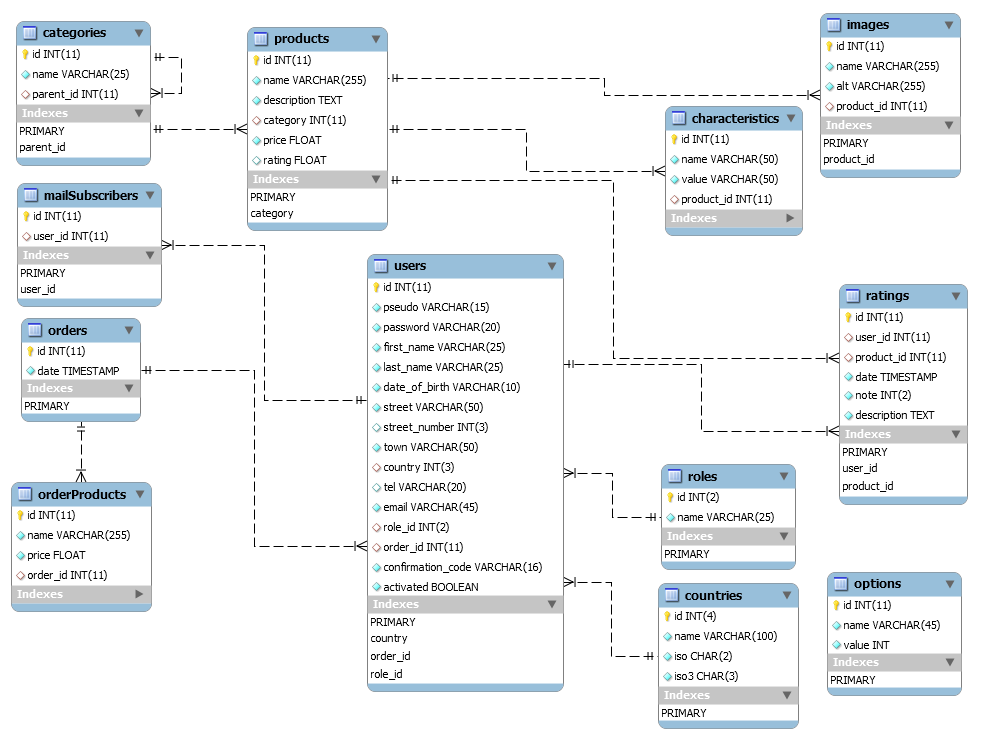 categories
id INT(11)
name VARCHAR(25)
parent_id INT(11)
Indexes
PRIMARY
parent_id
products
id INT(11)
name VARCHAR(255)
description TEXT
category INT(11)
price FLOAT
rating FLOAT
Indexes
PRIMARY
category
images
id INT(11)
name VARCHAR(255)
alt VARCHAR(255)
product_id INT(11)
Indexes
PRIMARY
product_id
characteristics
id INT(11)
name VARCHAR(50)
value VARCHAR(50)
product_id INT(11)
Indexes
mailSubscribers
id INT(11)
user_id INT(11)
Indexes
PRIMARY
user_id
users
id INT(11)
pseudo VARCHAR(15)
password VARCHAR(20)
first_name VARCHAR(25)
last_name VARCHAR(25)
date_of_birth VARCHAR(10)
street VARCHAR(50)
street_number INT(3)
town VARCHAR(50)
country INT(3)
tel VARCHAR(20)
email VARCHAR(45)
role_id INT(2)
order_id INT(11)
confirmation_code VARCHAR(16)
activated BOOLEAN
Indexes
PRIMARY
country
order_id
role_id
ratings
id INT(11)
user_id INT(11)
product_id INT(11)
date TIMESTAMP
note INT(2)
description TEXT
Indexes
PRIMARY
user_id
product_id
orders
id INT(11)
date TIMESTAMP
Indexes
PRIMARY
orderProducts
id INT(11)
name VARCHAR(255)
price FLOAT
order_id INT(11)
Indexes
roles
id INT(2)
name VARCHAR(25)
Indexes
PRIMARY
countries
id INT(4)
name VARCHAR(100)
iso CHAR(2)
iso3 CHAR(3)
Indexes
PRIMARY
options
id INT(11)
name VARCHAR(45)
value INT
Indexes
PRIMARY